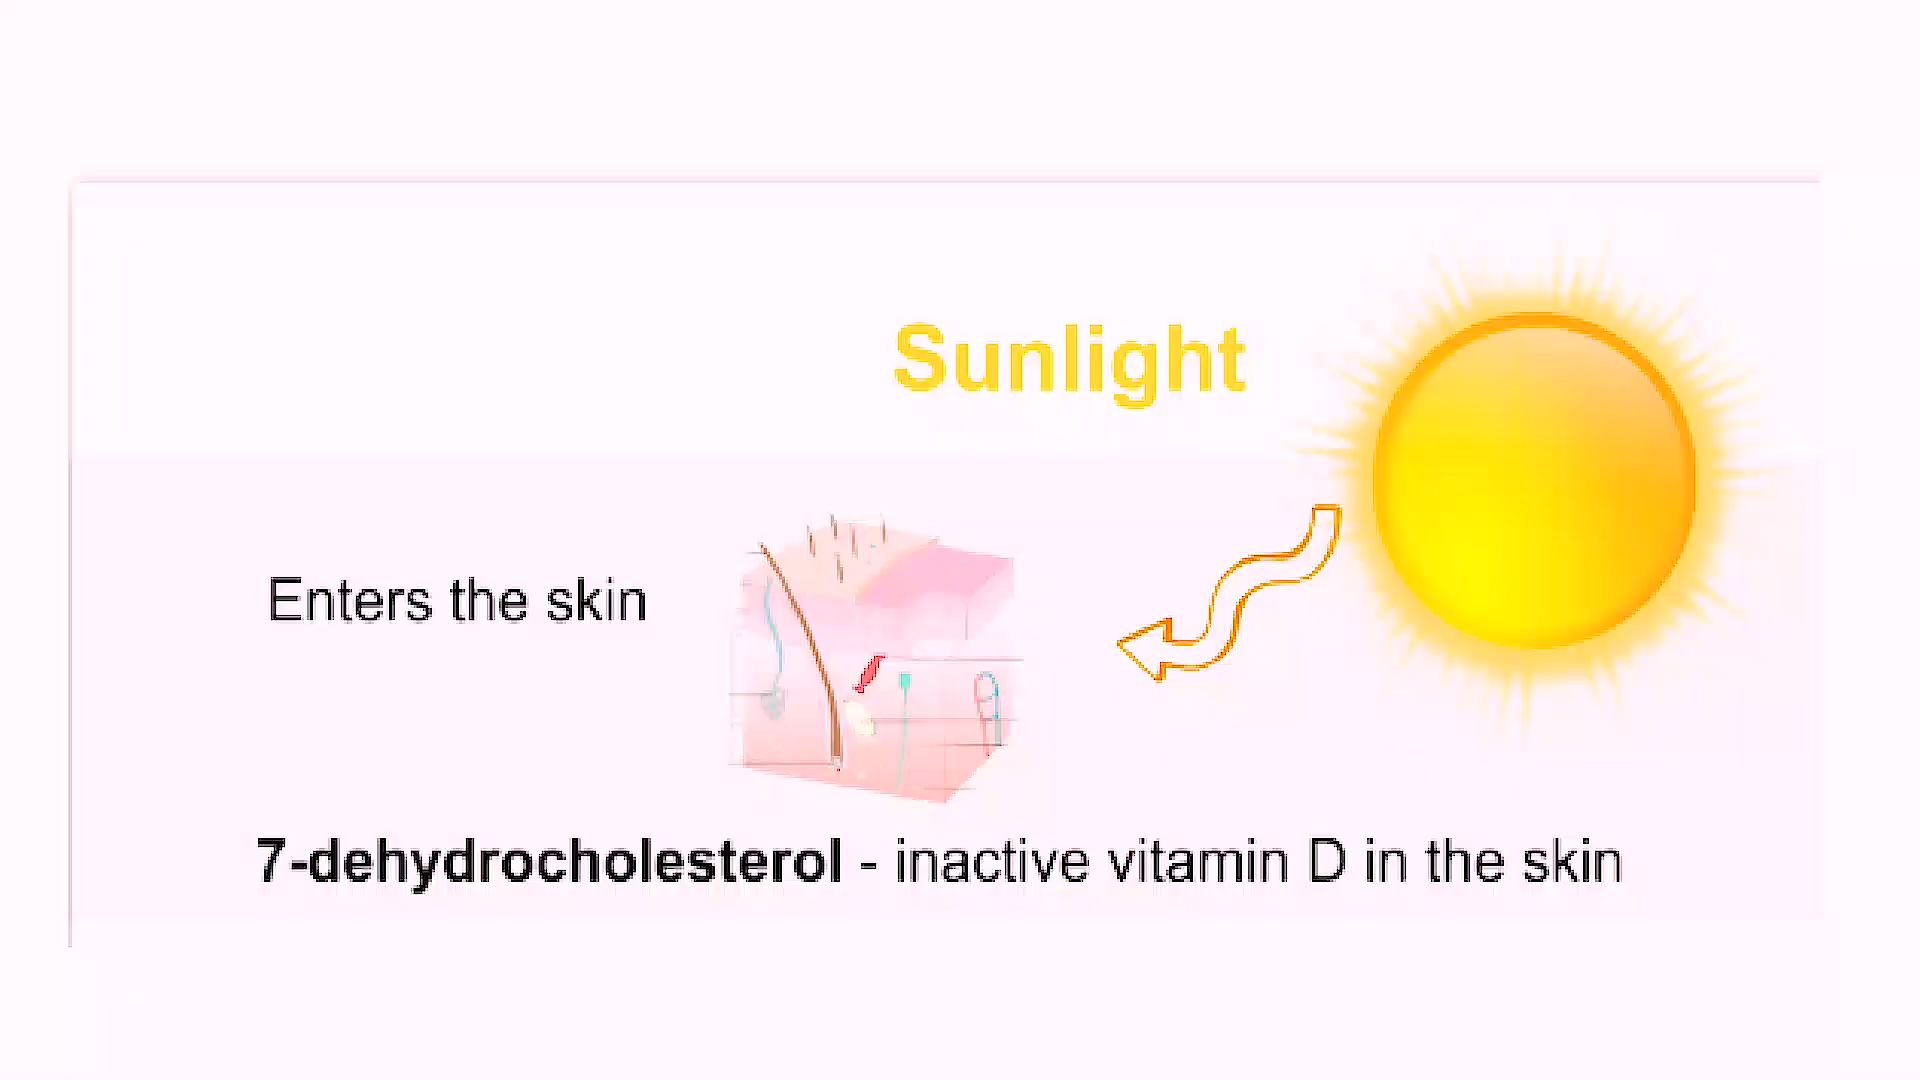 Sunlight
Enters the skin
7-dehydrocholesterol - inactive vitamin D in the skin